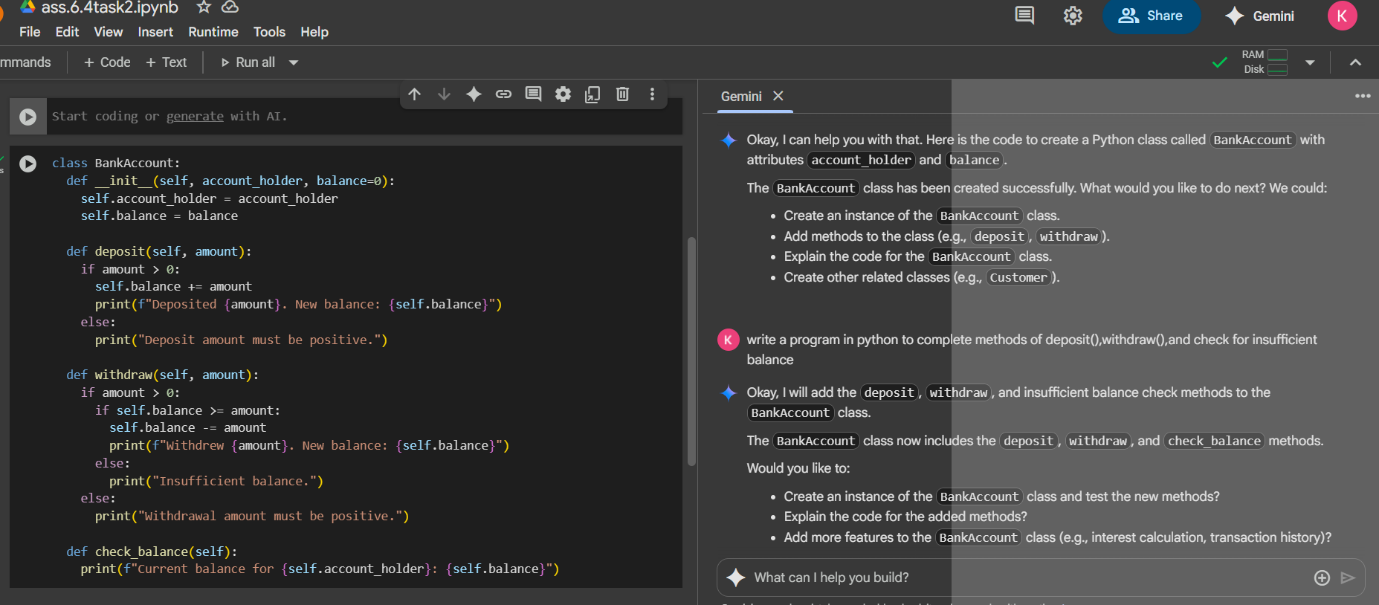 ass.6.4task2.ipynb
File Edit View Insert Runtime Tools Help
Share
Gemini
K
mmands
+ Code + Text
Run all
RAM
Disk
Start coding or generate with AI.
class BankAccount:
def __init__(self, account_holder, balance=0):
self.account_holder = account_holder
self.balance = balance
def deposit(self, amount):
if amount > 0:
self.balance += amount
print(f"Deposited {amount}. New balance: {self.balance}")
else:
print("Deposit amount must be positive.")
def withdraw(self, amount):
if amount > 0:
if self.balance >= amount:
self.balance -= amount
print(f"Withdrew {amount}. New balance: {self.balance}")
else:
print("Insufficient balance.")
else:
print("Withdrawal amount must be positive.")
def check_balance(self):
print(f"Current balance for {self.account_holder}: {self.balance}")
Gemini
Okay, I can help you with that. Here is the code to create a Python class called BankAccount with
attributes account_holder and balance.
The BankAccount class has been created successfully. What would you like to do next? We could:
• Create an instance of the BankAccount class.
• Add methods to the class (e.g., deposit, withdraw).
• Explain the code for the BankAccount class.
• Create other related classes (e.g., Customer).
K
write a program in python to complete methods of deposit(),withdraw(),and check for insufficient
balance
Okay, I will add the deposit, withdraw, and insufficient balance check methods to the
BankAccount class.
The BankAccount class now includes the deposit, withdraw, and check_balance methods.
Would you like to:
• Create an instance of the BankAccount class and test the new methods?
• Explain the code for the added methods?
• Add more features to the BankAccount class (e.g., interest calculation, transaction history)?
What can I help you build?